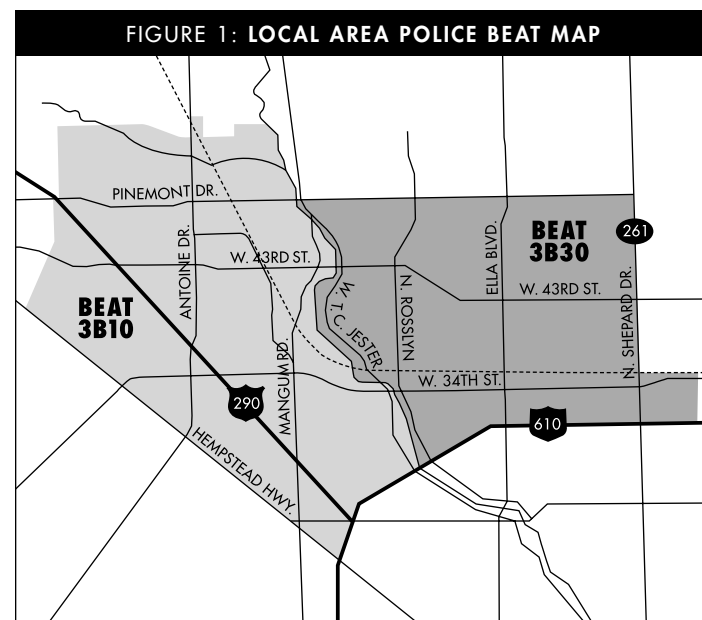 FIGURE 1: LOCAL AREA POLICE BEAT MAP
PINEMONT DR.
ANTOINE DR.
W. 43RD ST.
BEAT
3B10
MANGUM RD.
290
HEMPSTEAD HWY.
W. T. C. JESTER
N. ROSSLYN
ELLA BLVD.
BEAT
3B30
261
W. 43RD ST.
N. SHEPARD DR.
W. 34TH ST.
610